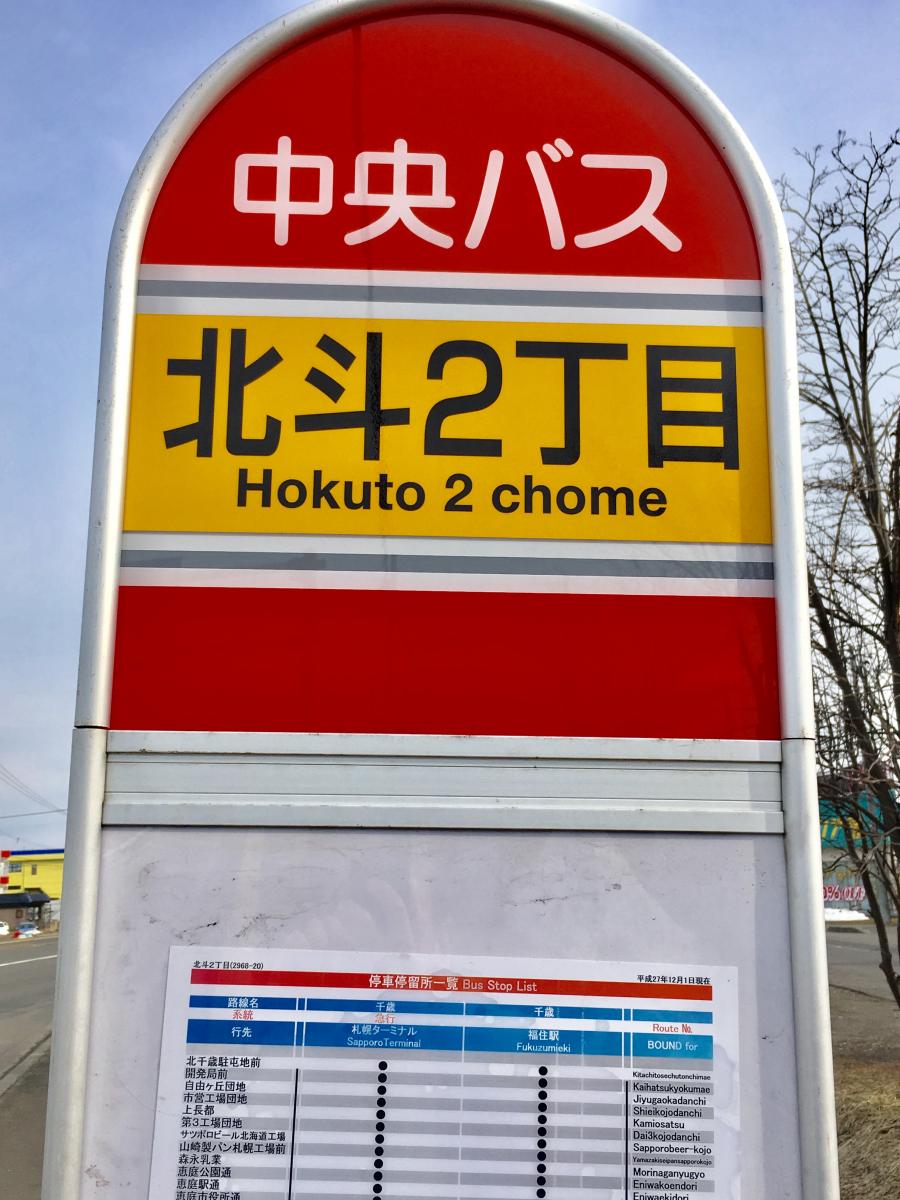 中央バス
北斗2丁目
Hokuto 2 chome
北斗2丁目(2968-20)
平成27年12月1日現在
停車停留所一覧 Bus Stop List
路線名 千歳 千歳
系統 急行 Route No.
行先 札幌ターミナル SapporoTerminal 福住駅 Fukuzumieki BOUND for
北千歳駐屯地前 ● ● Kitachitosechutonchimae
開発局前 ● ● Kaihatsukyokumae
自由ヶ丘団地 ● ● Jiyugaokadanchi
市営工場団地 ● ● Shieikojodanchi
上長都 ● ● Kamiosatsu
第3工場団地 ● ● Dai3kojodanchi
サッポロビール北海道工場 ● ● Sapporobeer-kojo
山崎製パン札幌工場前 ● ● Yamazakiseipansapporokojo
森永乳業 ● ● Morinaganyugyo
恵庭公園通 ● ● Eniwakoendori
恵庭駅通 ● ● Eniwaekidori
恵庭市役所通 ● ●